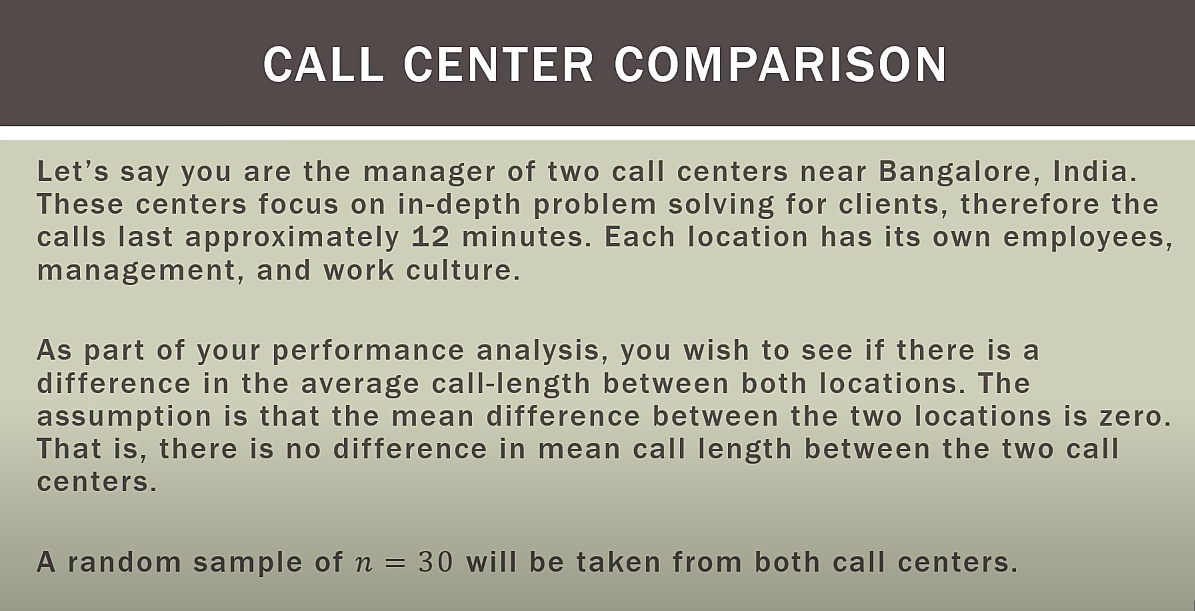 CALL CENTER COMPARISON
Let’s say you are the manager of two call centers near Bangalore, India.
These centers focus on in-depth problem solving for clients, therefore the
calls last approximately 12 minutes. Each location has its own employees,
management, and work culture.
As part of your performance analysis, you wish to see if there is a
difference in the average call-length between both locations. The
assumption is that the mean difference between the two locations is zero.
That is, there is no difference in mean call length between the two call
centers.
A random sample of n = 30 will be taken from both call centers.